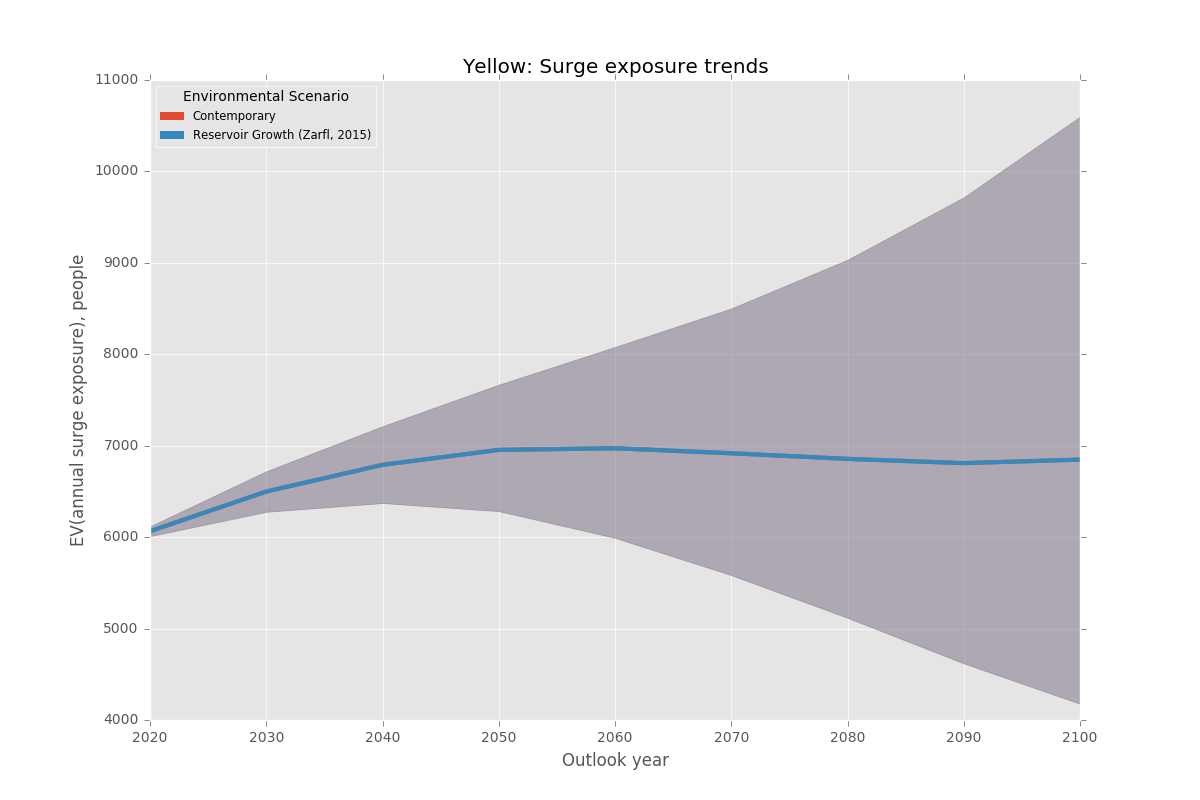 Yellow: Surge exposure trends
11000
10000
9000
8000
7000
6000
5000
4000
EV(annual surge exposure), people
Environmental Scenario
Contemporary
Reservoir Growth (Zarfl, 2015)
2020 2030 2040 2050 2060 2070 2080 2090 2100
Outlook year